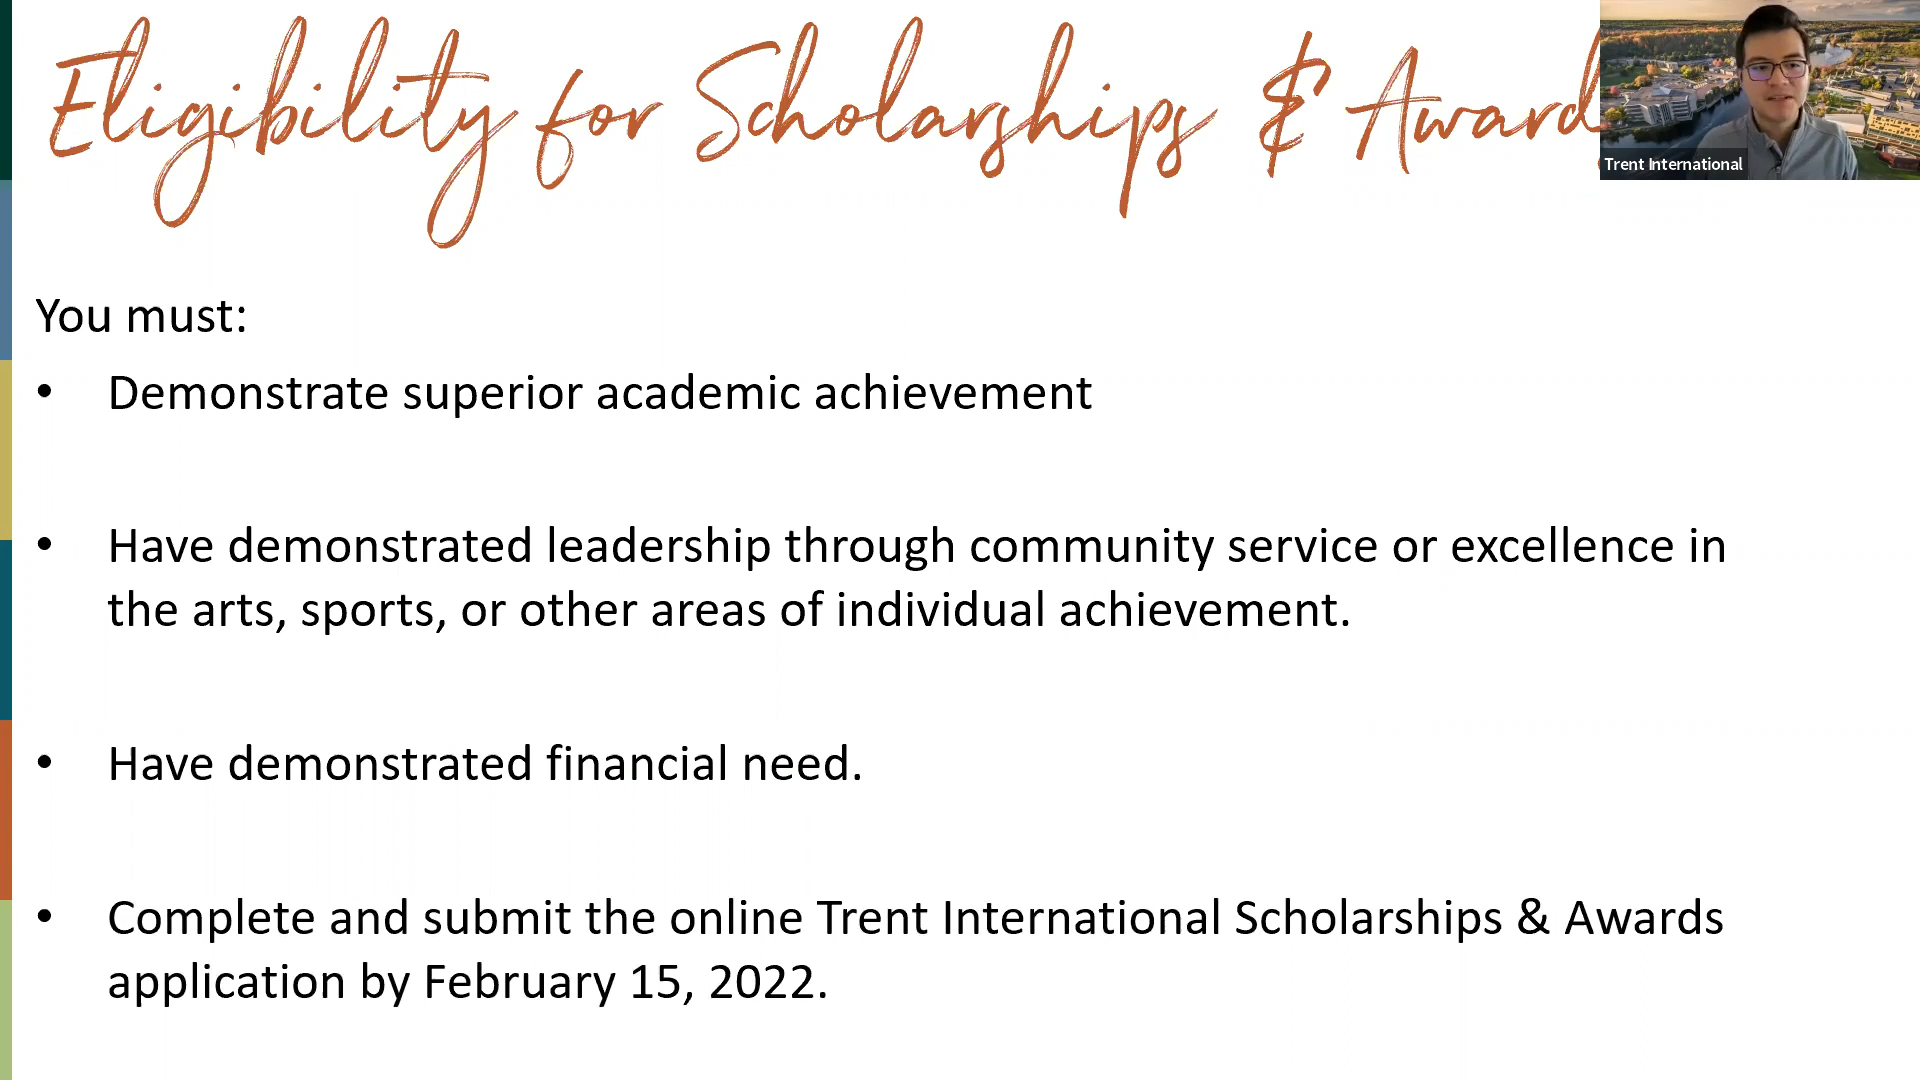 Eligibility for Scholarships & Award
Trent International
You must:
• Demonstrate superior academic achievement
• Have demonstrated leadership through community service or excellence in
the arts, sports, or other areas of individual achievement.
• Have demonstrated financial need.
• Complete and submit the online Trent International Scholarships & Awards
application by February 15, 2022.